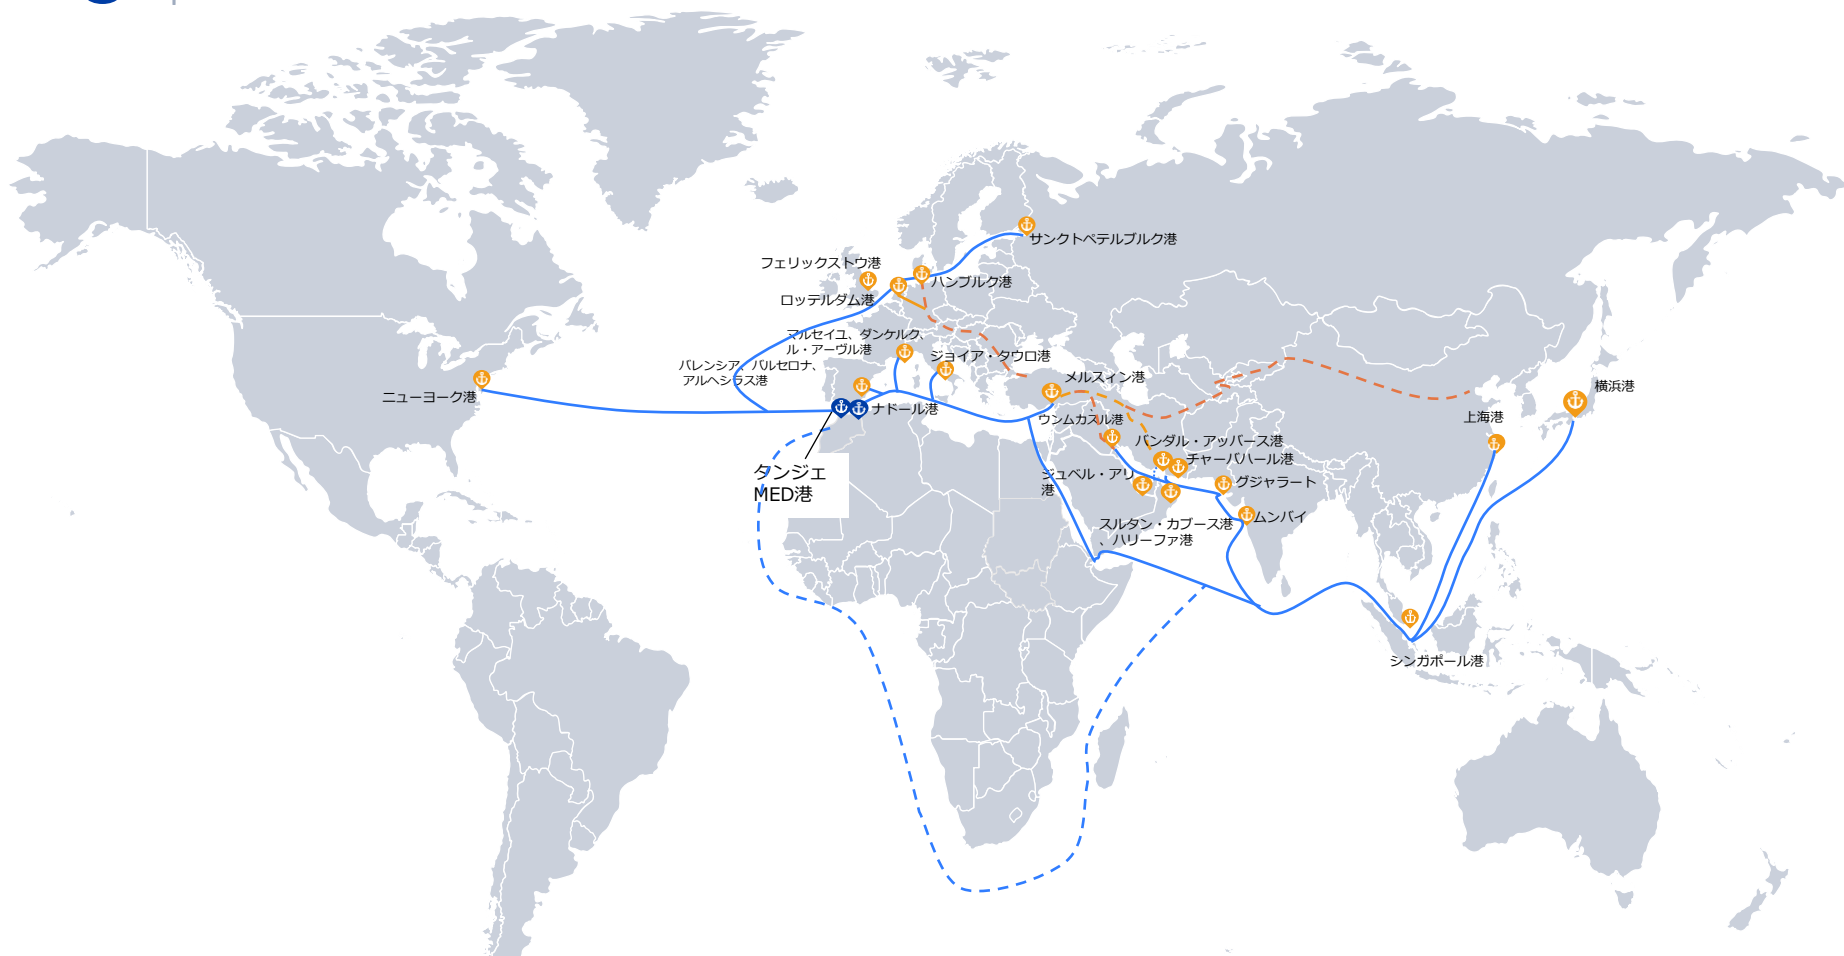 サンクトペテルブルク港
フェリックストウ港
ハンブルク港
ロッテルダム港
マルセイユ、ダンケルク、
ル・アーヴル港
ジョイア・タウロ港
バレンシア、バルセロナ、
アルヘシラス港
メルスィン港
横浜港
ニューヨーク港
ナドール港
上海港
ウンムカスル港
バンダル・アッバース港
チャーバハール港
タンジェ
MED港
ジュベル・アリ
港
グジャラート
ムンバイ
スルタン・カブース港
、ハリーファ港
シンガポール港